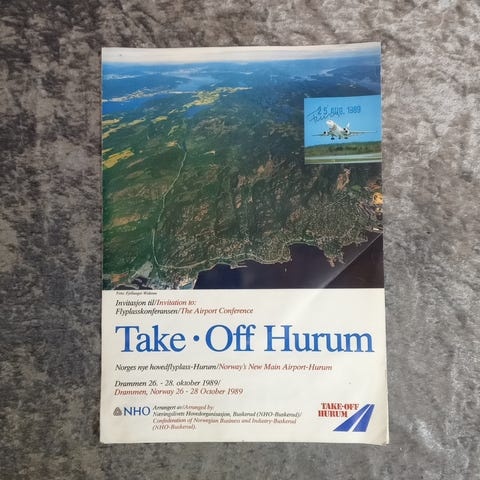 25 AUG. 1989
Foto: Fjellanger Widerøe
Invitasjon til/Invitation to:
Flyplasskonferansen/The Airport Conference
Take • Off Hurum
Norges nye hovedflyplass-Hurum/Norway's New Main Airport-Hurum
Drammen 26. - 28. oktober 1989/
Drammen, Norway 26 - 28 October 1989
NHO
Arrangert av/Arranged by:
Næringslivets Hovedorganisasjon, Buskerud (NHO-Buskerud)/
Confederation of Norwegian Business and Industry-Buskerud
(NHO-Buskerud).
TAKE-OFF
HURUM